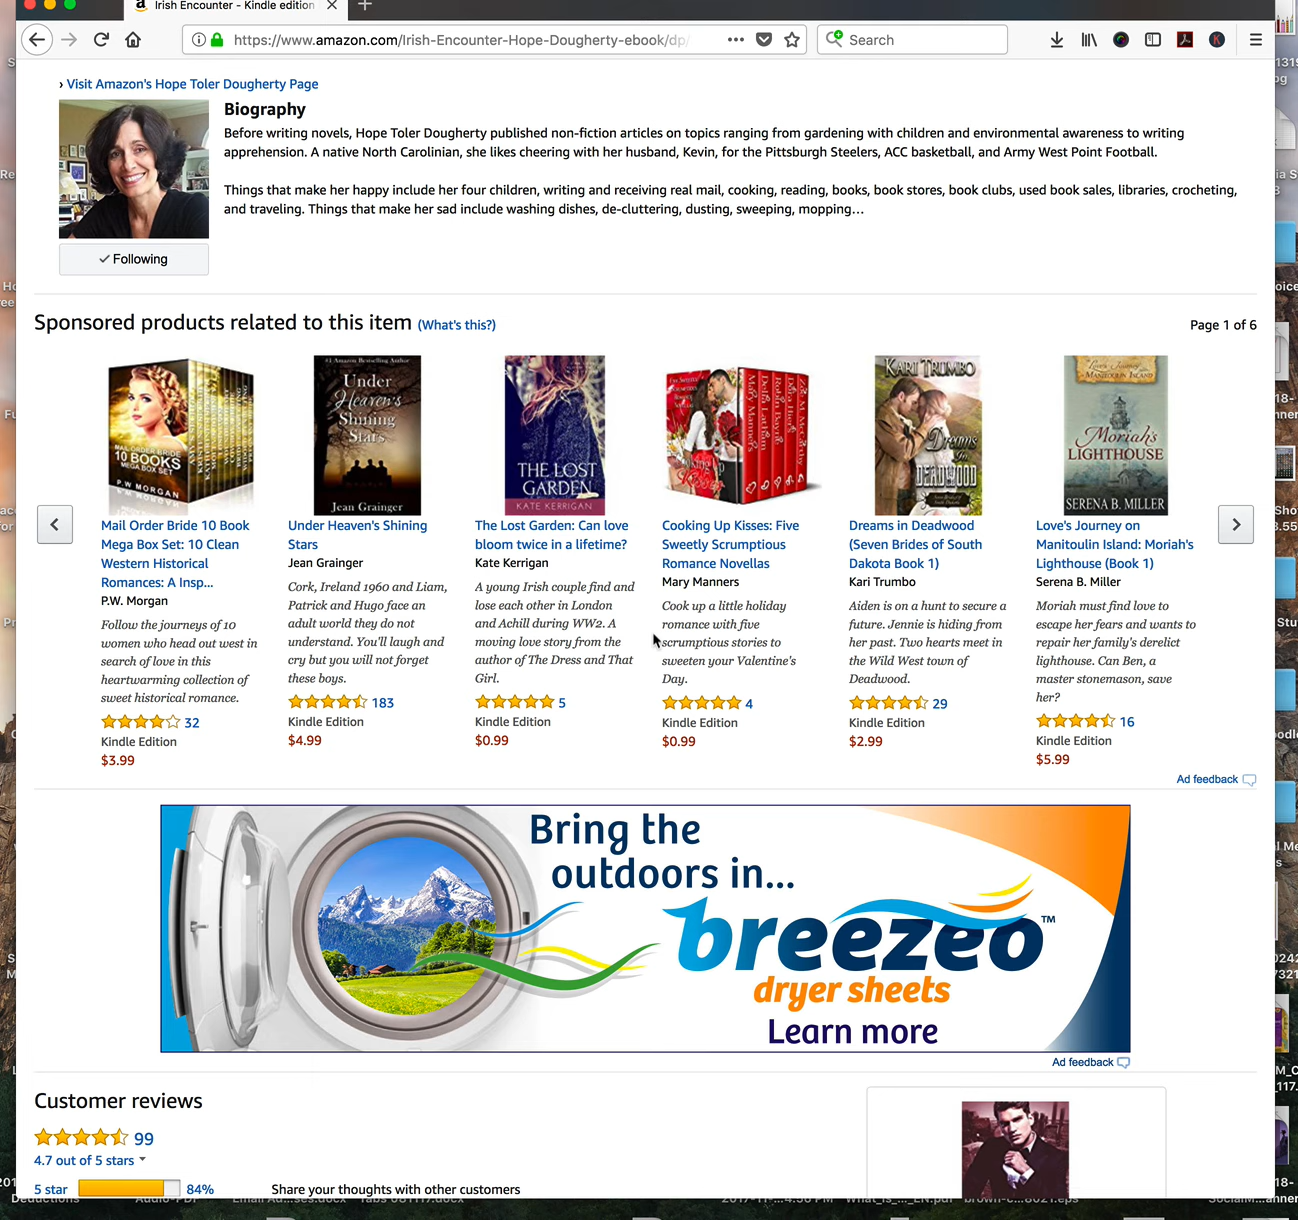 Irish Encounter - Kindle edition
https://www.amazon.com/Irish-Encounter-Hope-Dougherty-ebook/dp/
Search
› Visit Amazon's Hope Toler Dougherty Page
Biography
Before writing novels, Hope Toler Dougherty published non-fiction articles on topics ranging from gardening with children and environmental awareness to writing
apprehension. A native North Carolinian, she likes cheering with her husband, Kevin, for the Pittsburgh Steelers, ACC basketball, and Army West Point Football.
Things that make her happy include her four children, writing and receiving real mail, cooking, reading, books, book stores, book clubs, used book sales, libraries, crocheting,
and traveling. Things that make her sad include washing dishes, de-cluttering, dusting, sweeping, mopping…
Following
Sponsored products related to this item (What's this?)
Page 1 of 6
MAIL ORDER BRIDE
10 BOOKS
MEGA BOX SET
P.W MORGAN
Mail Order Bride 10 Book
Mega Box Set: 10 Clean
Western Historical
Romances: A Insp...
P.W. Morgan
Follow the journeys of 10
women who head out west in
search of love in this
heartwarming collection of
sweet historical romance.
32
Kindle Edition
$3.99
#1 Amazon Bestselling Author
Under
Heaven's
Shining
Stars
Jean Grainger
Under Heaven's Shining
Stars
Jean Grainger
Cork, Ireland 1960 and Liam,
Patrick and Hugo face an
adult world they do not
understand. You'll laugh and
cry but you will not forget
these boys.
183
Kindle Edition
$4.99
THE LOST
GARDEN
KATE KERRIGAN
The Lost Garden: Can love
bloom twice in a lifetime?
Kate Kerrigan
A young Irish couple find and
lose each other in London
and Achill during WW2. A
moving love story from the
author of The Dress and That
Girl.
5
Kindle Edition
$0.99
Cooking Up
Kisses
Mary Manners
Delia Latham
Robin Bayne
Cooking Up Kisses: Five
Sweetly Scrumptious
Romance Novellas
Mary Manners
Cook up a little holiday
romance with five
scrumptious stories to
sweeten your Valentine's
Day.
4
Kindle Edition
$0.99
KARI TRUMBO
Dreams
in
DEADWOOD
Dreams in Deadwood
(Seven Brides of South
Dakota Book 1)
Kari Trumbo
Aiden is on a hunt to secure a
future. Jennie is hiding from
her past. Two hearts meet in
the Wild West town of
Deadwood.
29
Kindle Edition
$2.99
Love's Journey
on
MANITOULIN ISLAND
Moriah's
LIGHTHOUSE
SERENA B. MILLER
Love's Journey on
Manitoulin Island: Moriah's
Lighthouse (Book 1)
Serena B. Miller
Moriah must find love to
escape her fears and wants to
repair her family's derelict
lighthouse. Can Ben, a
master stonemason, save
her?
16
Kindle Edition
$5.99
Ad feedback
Bring the
outdoors in...
breezeo™
dryer sheets
Learn more
Ad feedback
Customer reviews
99
4.7 out of 5 stars
5 star
84%
Share your thoughts with other customers